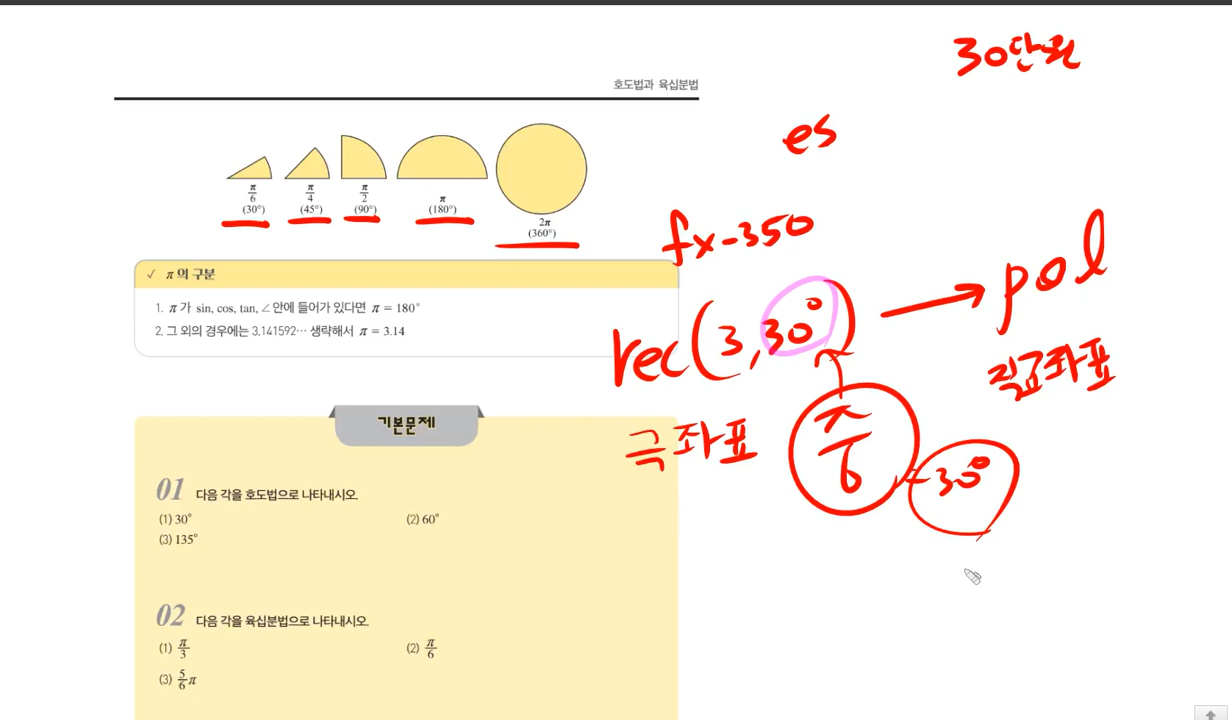 30단원
호도법과 육십분법
es
π/6 π/4 π/2 π 2π
(30°) (45°) (90°) (180°) (360°)
fx-350
pol
✓ π의 구분
1. π가 sin, cos, tan, ∠ 안에 들어가 있다면 π = 180°
2. 그 외의 경우에는 3.141592… 생략해서 π = 3.14
rec(3, 30°)
직교좌표
극좌표
π/6 - 30°
기본문제
01 다음 각을 호도법으로 나타내시오.
(1) 30° (2) 60°
(3) 135°
02 다음 각을 육십분법으로 나타내시오.
(1) π/3 (2) π/6
(3) 5/6 π